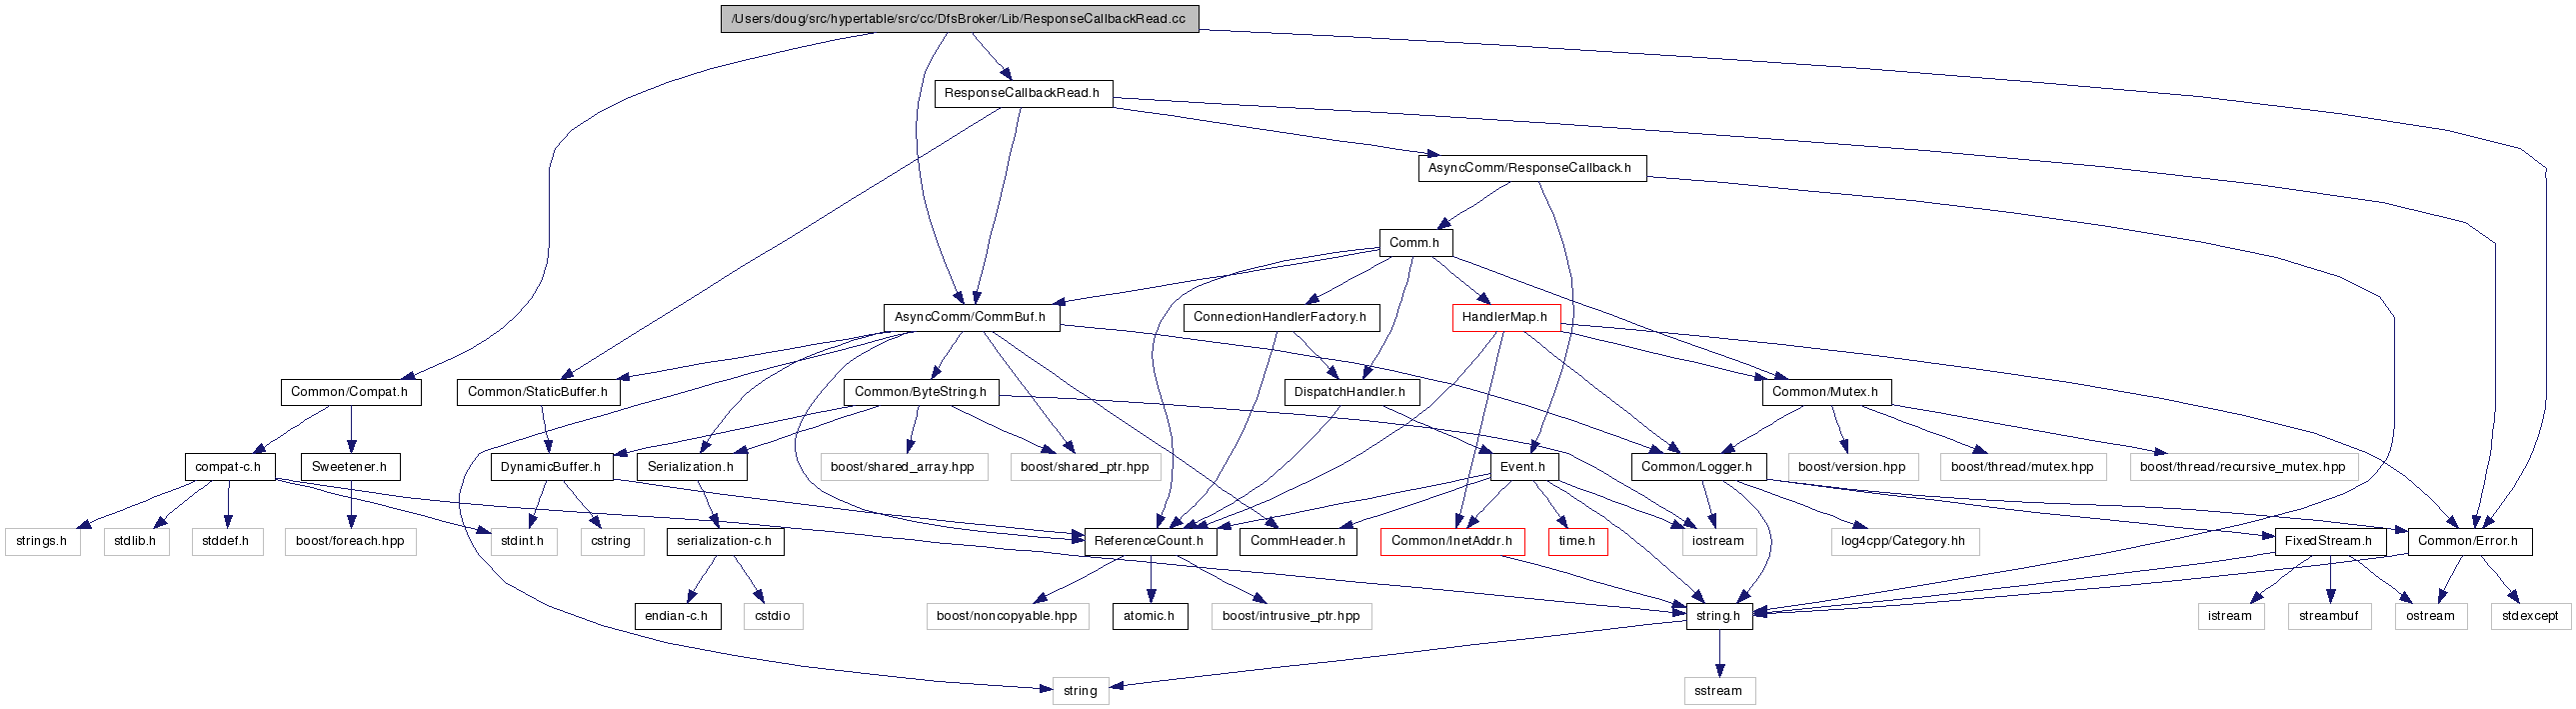 /Users/doug/src/hypertable/src/cc/DfsBroker/Lib/ResponseCallbackRead.cc
ResponseCallbackRead.h
AsyncComm/ResponseCallback.h
Comm.h
AsyncComm/CommBuf.h
ConnectionHandlerFactory.h
HandlerMap.h
Common/Compat.h
Common/StaticBuffer.h
Common/ByteString.h
DispatchHandler.h
Common/Mutex.h
compat-c.h
Sweetener.h
DynamicBuffer.h
Serialization.h
boost/shared_array.hpp
boost/shared_ptr.hpp
Event.h
Common/Logger.h
boost/version.hpp
boost/thread/mutex.hpp
boost/thread/recursive_mutex.hpp
strings.h
stdlib.h
stddef.h
boost/foreach.hpp
stdint.h
cstring
serialization-c.h
ReferenceCount.h
CommHeader.h
Common/InetAddr.h
time.h
iostream
log4cpp/Category.hh
FixedStream.h
Common/Error.h
endian-c.h
cstdio
boost/noncopyable.hpp
atomic.h
boost/intrusive_ptr.hpp
string.h
istream
streambuf
ostream
stdexcept
string
sstream